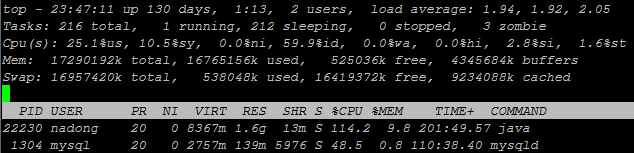 top - 23:47:11 up 130 days,  1:13,  2 users,  load average: 1.94, 1.92, 2.05
Tasks: 216 total,   1 running, 212 sleeping,   0 stopped,   3 zombie
Cpu(s): 25.1%us, 10.5%sy,  0.0%ni, 59.9%id,  0.0%wa,  0.0%hi,  2.8%si,  1.6%st
Mem:  17290192k total, 16765156k used,   525036k free,  4345684k buffers
Swap: 16957420k total,   538048k used, 16419372k free,  9234088k cached
  PID USER      PR  NI  VIRT  RES  SHR S %CPU %MEM    TIME+  COMMAND
22230 nadong    20   0 8367m 1.6g  13m S 114.2  9.8 201:49.57 java
 1304 mysql     20   0 2757m 139m 5976 S 48.5  0.8 110:38.40 mysqld